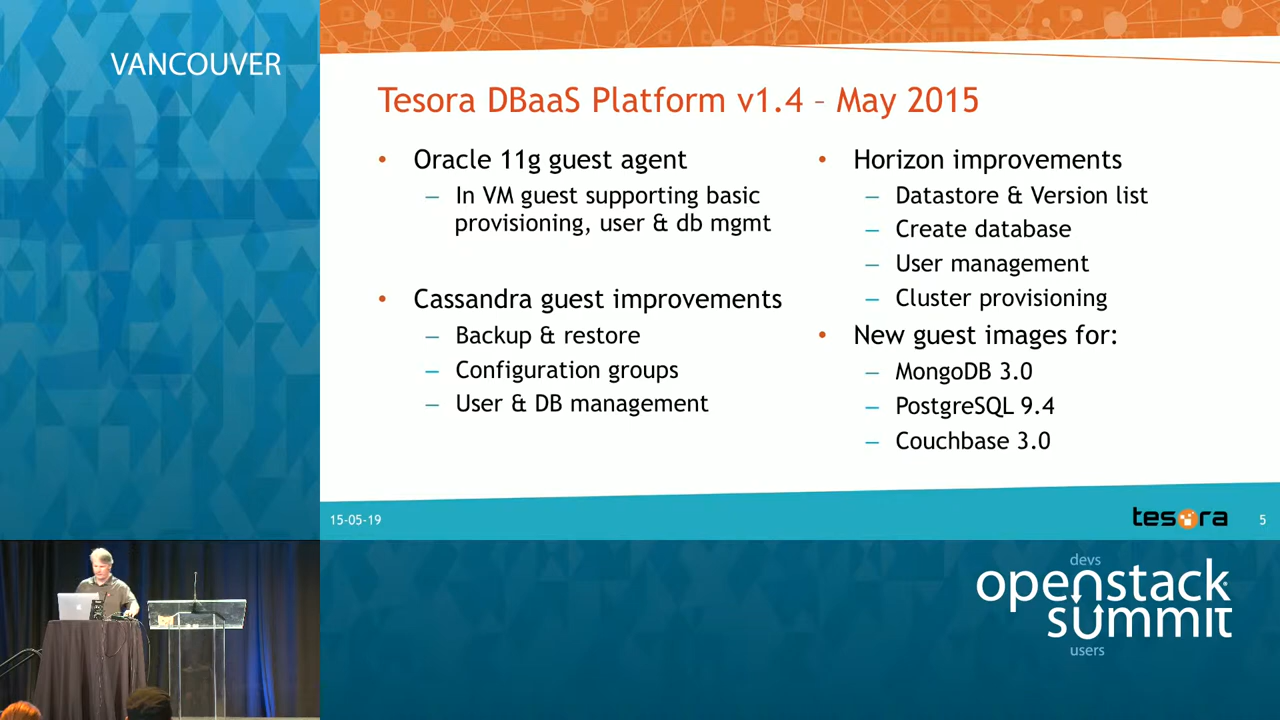 VANCOUVER
Tesora DBaaS Platform v1.4 – May 2015
• Oracle 11g guest agent
– In VM guest supporting basic
provisioning, user & db mgmt
• Cassandra guest improvements
– Backup & restore
– Configuration groups
– User & DB management
• Horizon improvements
– Datastore & Version list
– Create database
– User management
– Cluster provisioning
• New guest images for:
– MongoDB 3.0
– PostgreSQL 9.4
– Couchbase 3.0
15-05-19
tesora
5
devs
openstack
summit
users